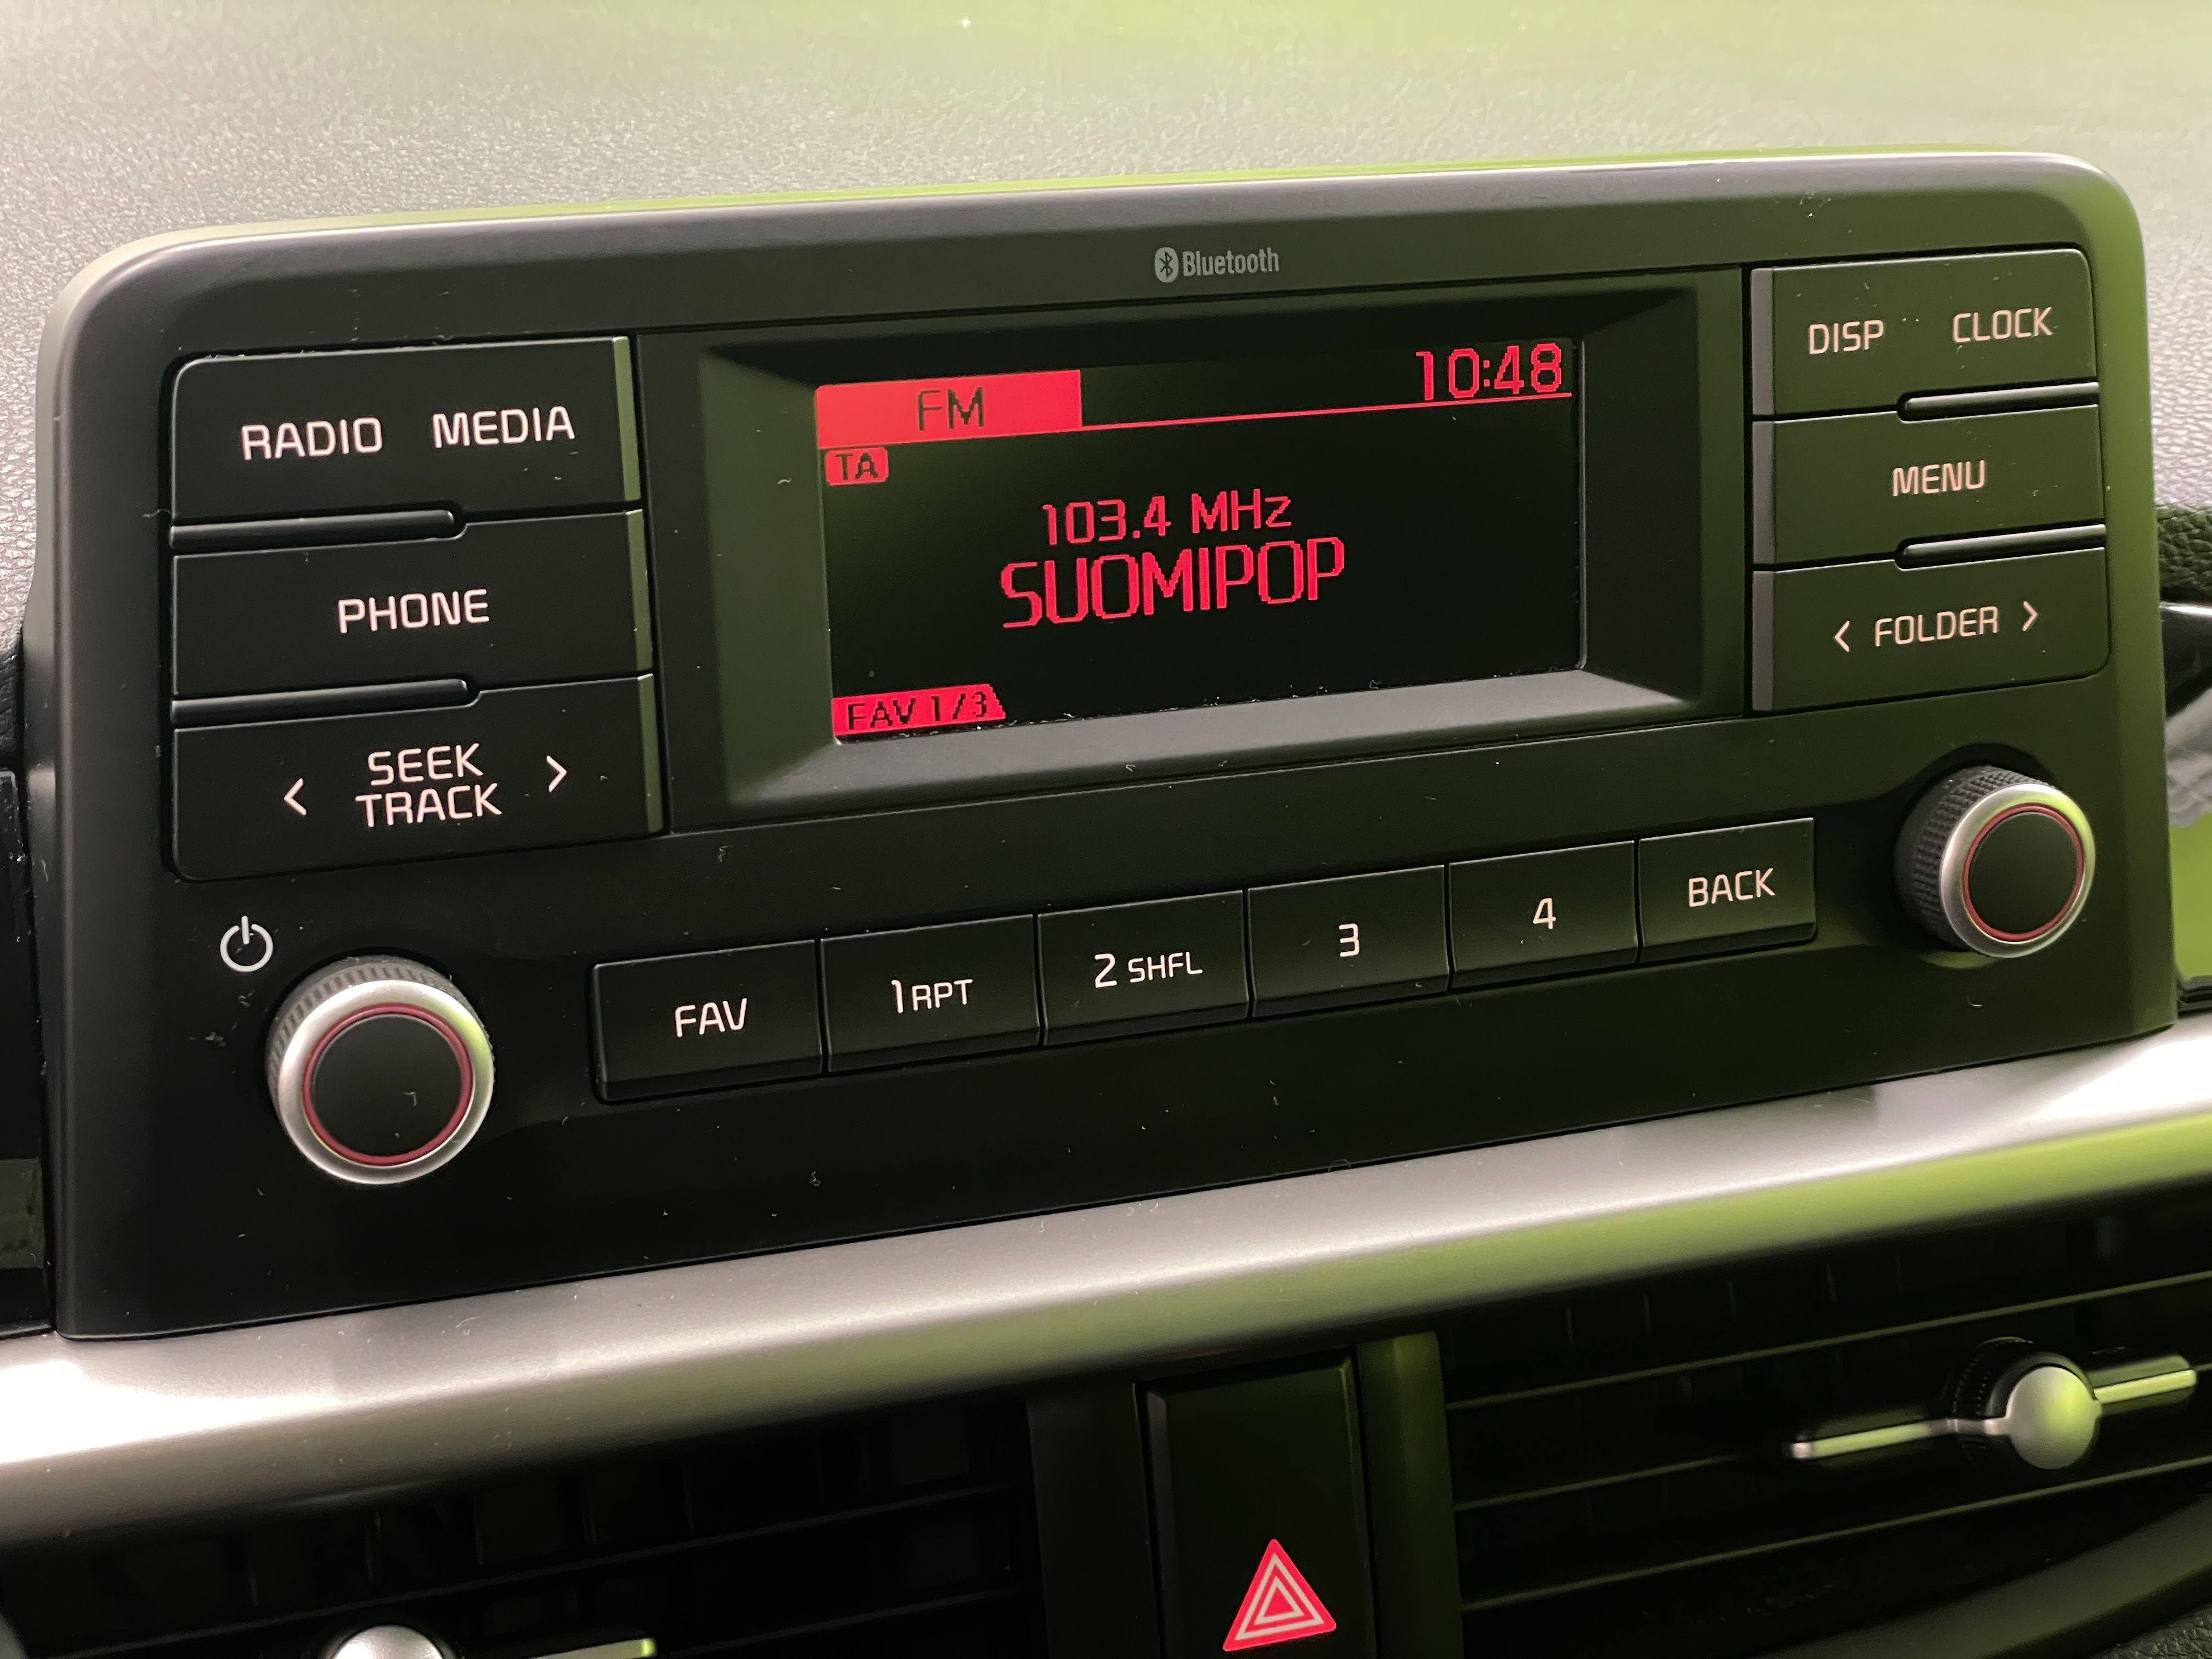 Bluetooth
RADIO MEDIA
PHONE
< SEEK TRACK >
FM 10:48
TA
103.4 MHz
SUOMIPOP
FAV 1/3
DISP CLOCK
MENU
< FOLDER >
FAV 1 RPT 2 SHFL 3 4 BACK